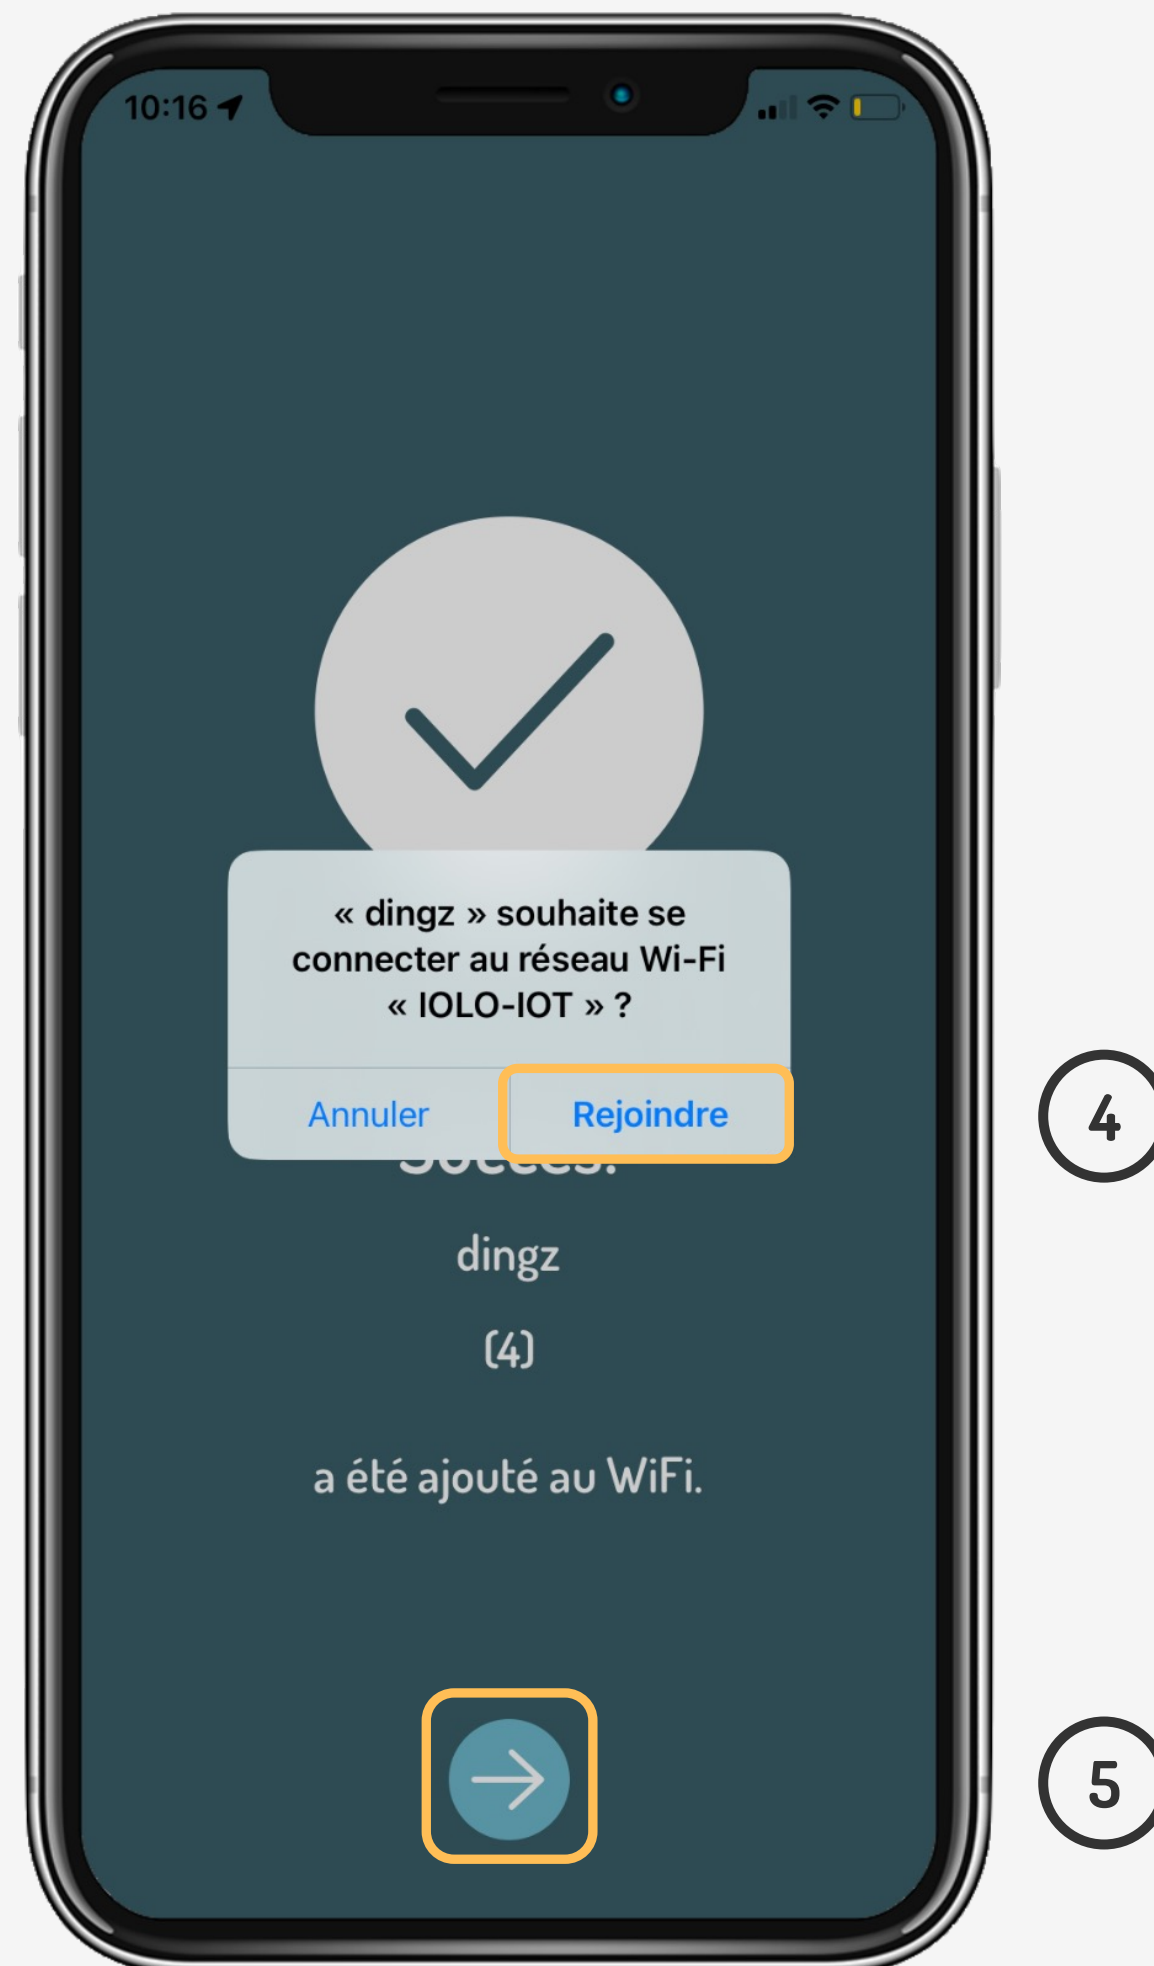 10:16
« dingz » souhaite se
connecter au réseau Wi-Fi
« IOLO-IOT » ?
Annuler
Rejoindre
4
dingz
(4)
a été ajouté au WiFi.
5